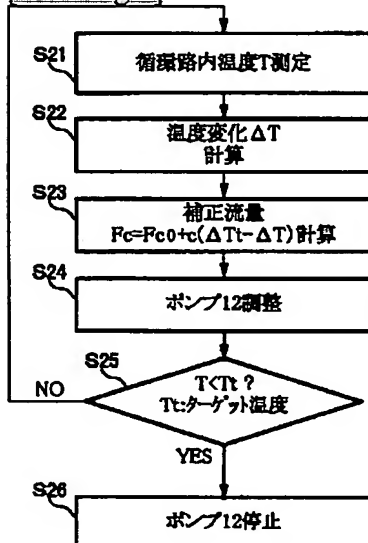 S21
循環路内温度T測定
S22
温度変化ΔT
計算
S23
補正流量
Fc=Fc0+c(ΔTt-ΔT)計算
S24
ポンプ12調整
S25
T<Tt ?
Tt:ターゲット温度
NO
YES
S26
ポンプ12停止